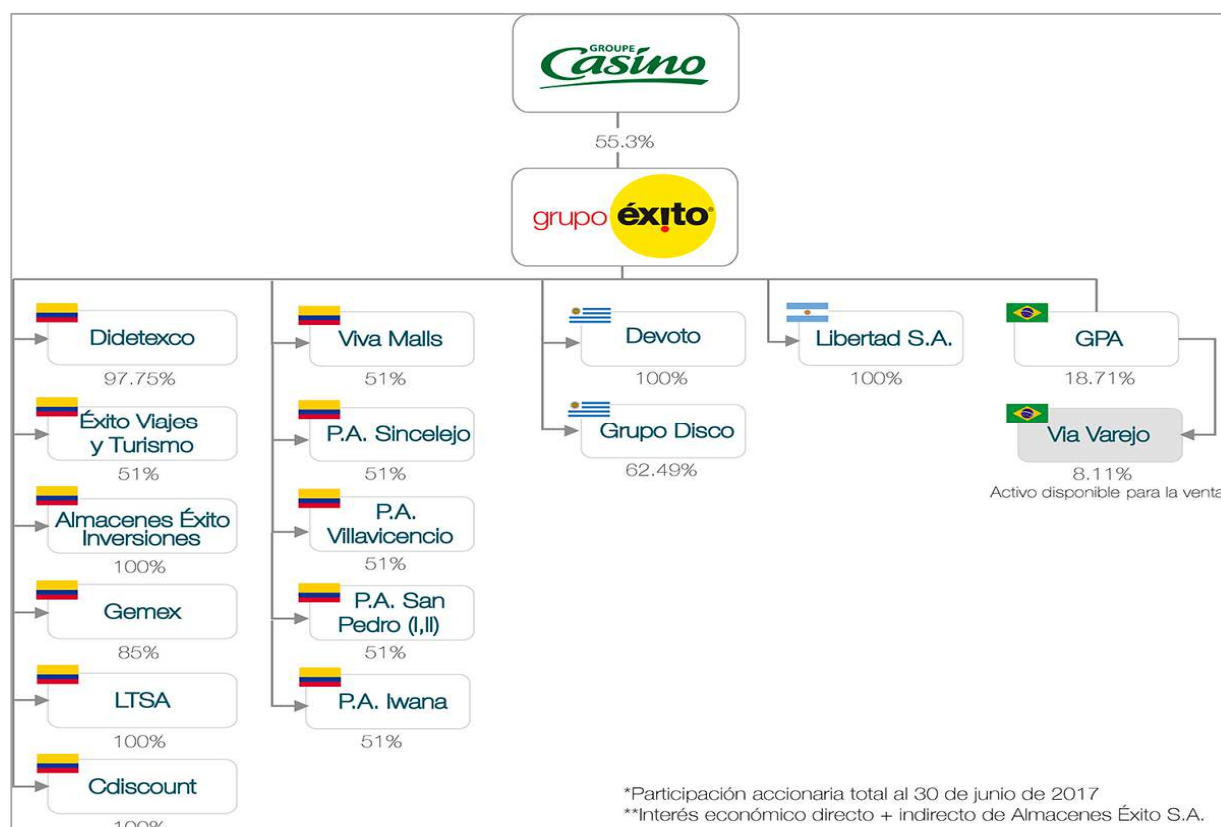 GROUPE
Casino
55.3%
grupo éxito
Didetexco
97.75%
Éxito Viajes
y Turismo
51%
Almacenes Éxito
Inversiones
100%
Gemex
85%
LTSA
100%
Cdiscount
100%
Viva Malls
51%
P.A. Sincelejo
51%
P.A.
Villavicencio
51%
P.A. San
Pedro (I,II)
51%
P.A. Iwana
51%
Devoto
100%
Grupo Disco
62.49%
Libertad S.A.
100%
GPA
18.71%
Via Varejo
8.11%
Activo disponible para la venta
*Participación accionaria total al 30 de junio de 2017
**Interés económico directo + indirecto de Almacenes Éxito S.A.